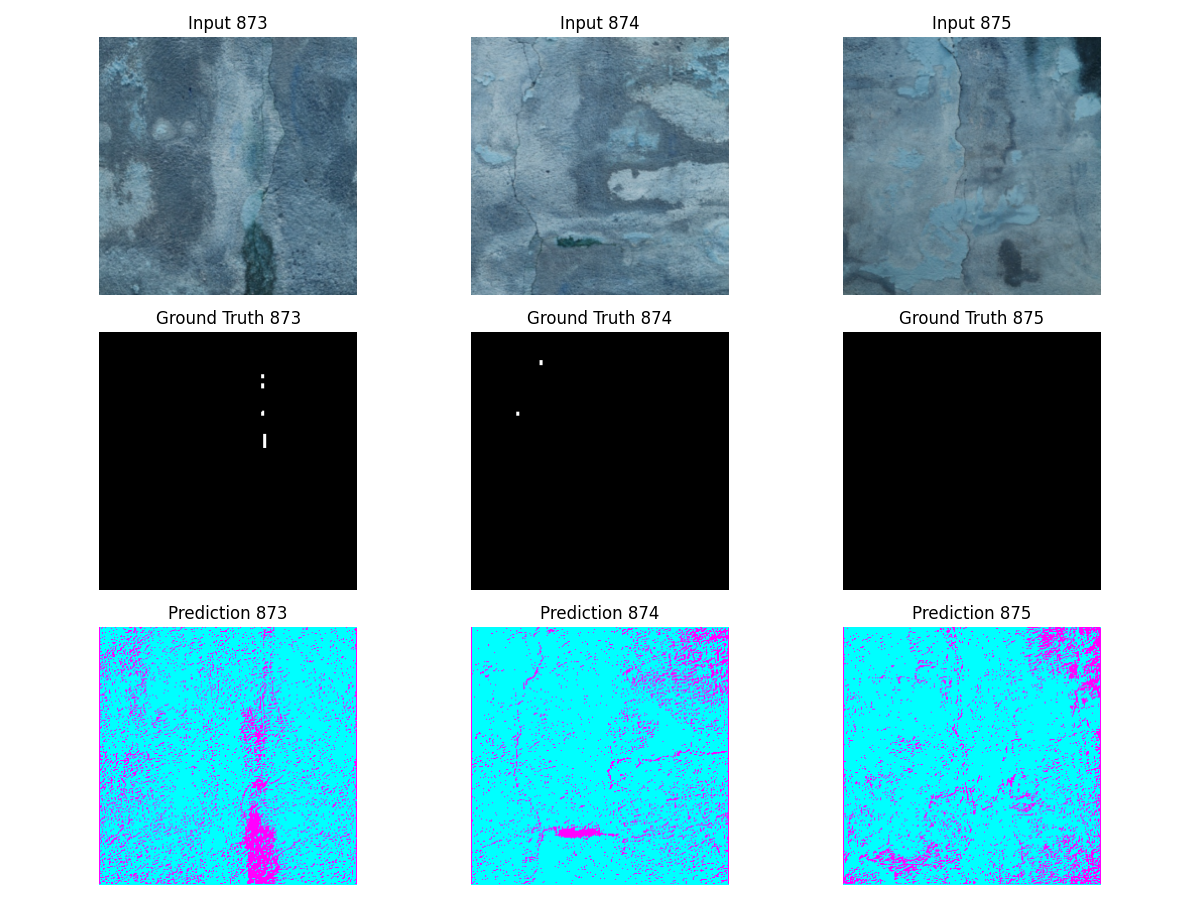 Input 873
Input 874
Input 875
Ground Truth 873
Ground Truth 874
Ground Truth 875
Prediction 873
Prediction 874
Prediction 875